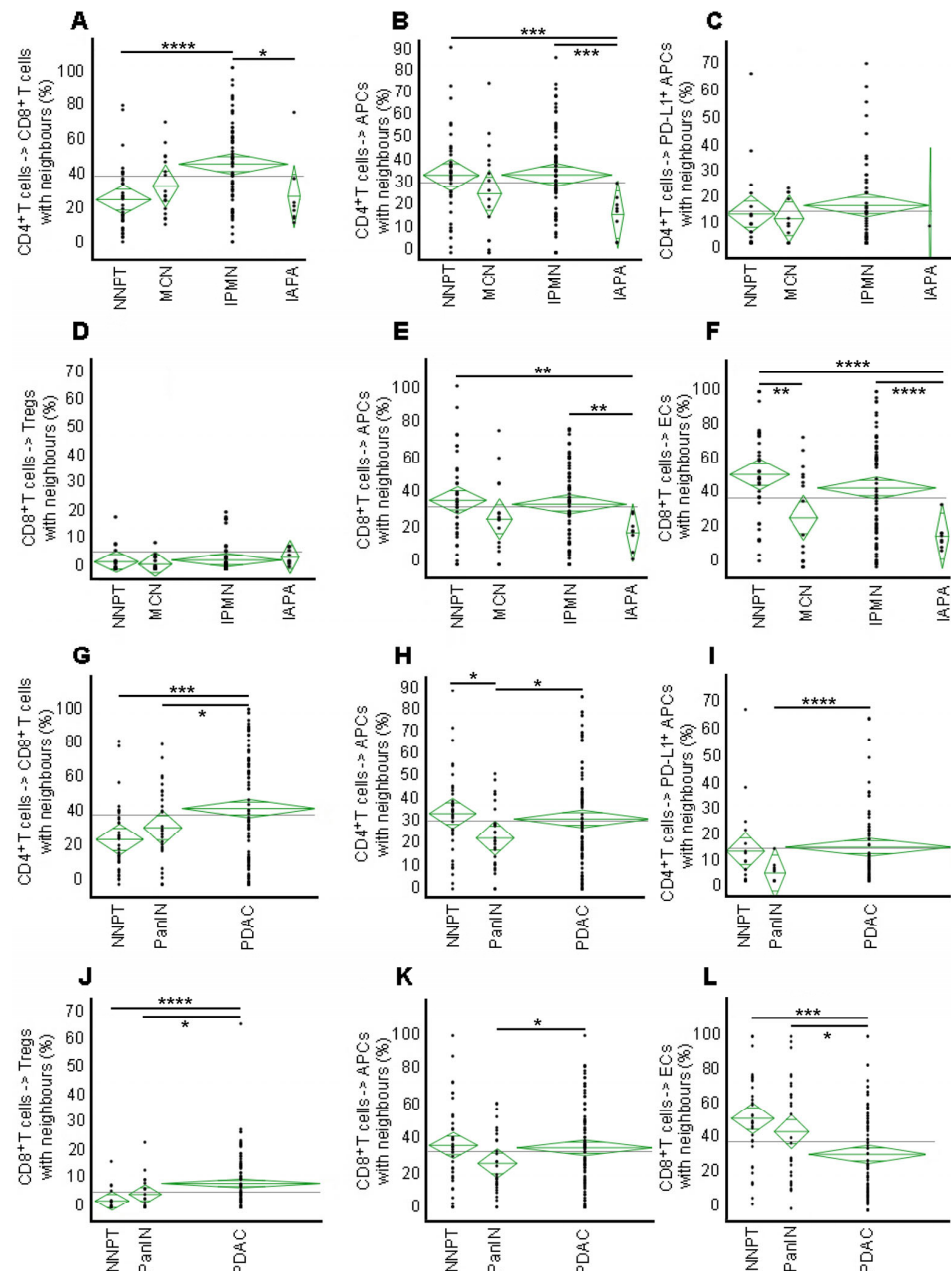 A
CD4⁺T cells-> CD8⁺T cells
with neighbours (%)
100
80
60
40
20
0
****
*
NNPT
MCN
IPMN
IAPA
B
CD4⁺T cells-> APCs
with neighbours (%)
90
80
70
60
50
40
30
20
10
0
***
***
NNPT
MCN
IPMN
IAPA
C
CD4⁺T cells-> PD-L1⁺ APCs
with neighbours (%)
70
60
50
40
30
20
10
0
NNPT
MCN
IPMN
IAPA
D
CD8⁺T cells-> Tregs
with neighbours (%)
70
60
50
40
30
20
10
0
NNPT
MCN
IPMN
IAPA
E
CD8⁺T cells-> APCs
with neighbours (%)
100
80
60
40
20
0
**
**
NNPT
MCN
IPMN
IAPA
F
CD8⁺T cells-> ECs
with neighbours (%)
100
80
60
40
20
0
****
**
****
NNPT
MCN
IPMN
IAPA
G
CD4⁺T cells-> CD8⁺T cells
with neighbours (%)
100
80
60
40
20
0
***
*
NNPT
PanIN
PDAC
H
CD4⁺T cells-> APCs
with neighbours (%)
90
80
70
60
50
40
30
20
10
0
*
*
NNPT
PanIN
PDAC
I
CD4⁺T cells-> PD-L1⁺ APCs
with neighbours (%)
70
60
50
40
30
20
10
0
****
NNPT
PanIN
PDAC
J
CD8⁺T cells-> Tregs
with neighbours (%)
70
60
50
40
30
20
10
0
****
*
NNPT
PanIN
PDAC
K
CD8⁺T cells-> APCs
with neighbours (%)
100
80
60
40
20
0
*
NNPT
PanIN
PDAC
L
CD8⁺T cells-> ECs
with neighbours (%)
100
80
60
40
20
0
***
*
NNPT
PanIN
PDAC